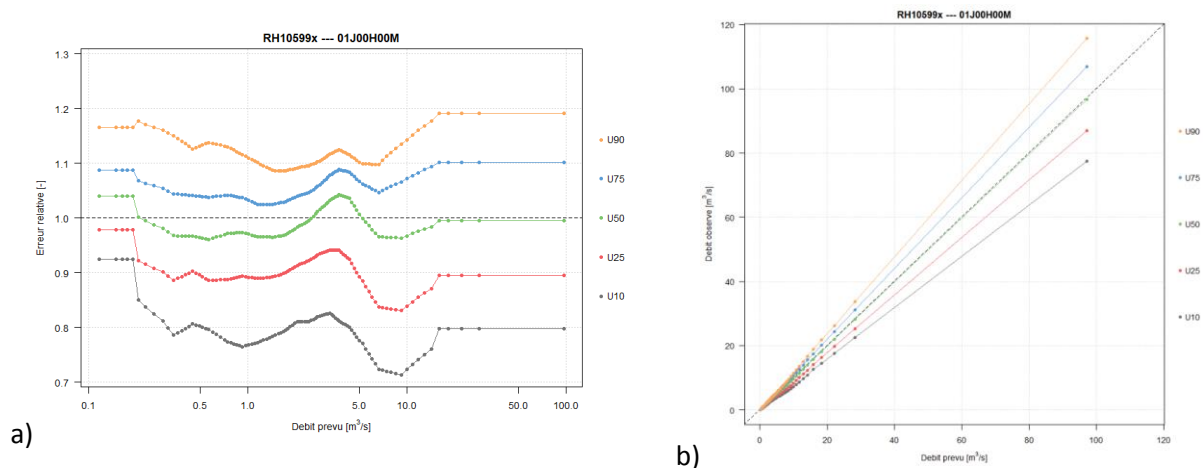 RH10599x --- 01J00H00M
1.3
1.2
1.1
1.0
0.9
0.8
0.7
Erreur relative [-]
0.1 0.5 1.0 5.0 10.0 50.0 100.0
Debit prevu [m³/s]
U90
U75
U50
U25
U10
a)
RH10599x --- 01J00H00M
120
100
80
60
40
20
0
Debit observe [m³/s]
0 20 40 60 80 100 120
Debit prevu [m³/s]
U90
U75
U50
U25
U10
b)